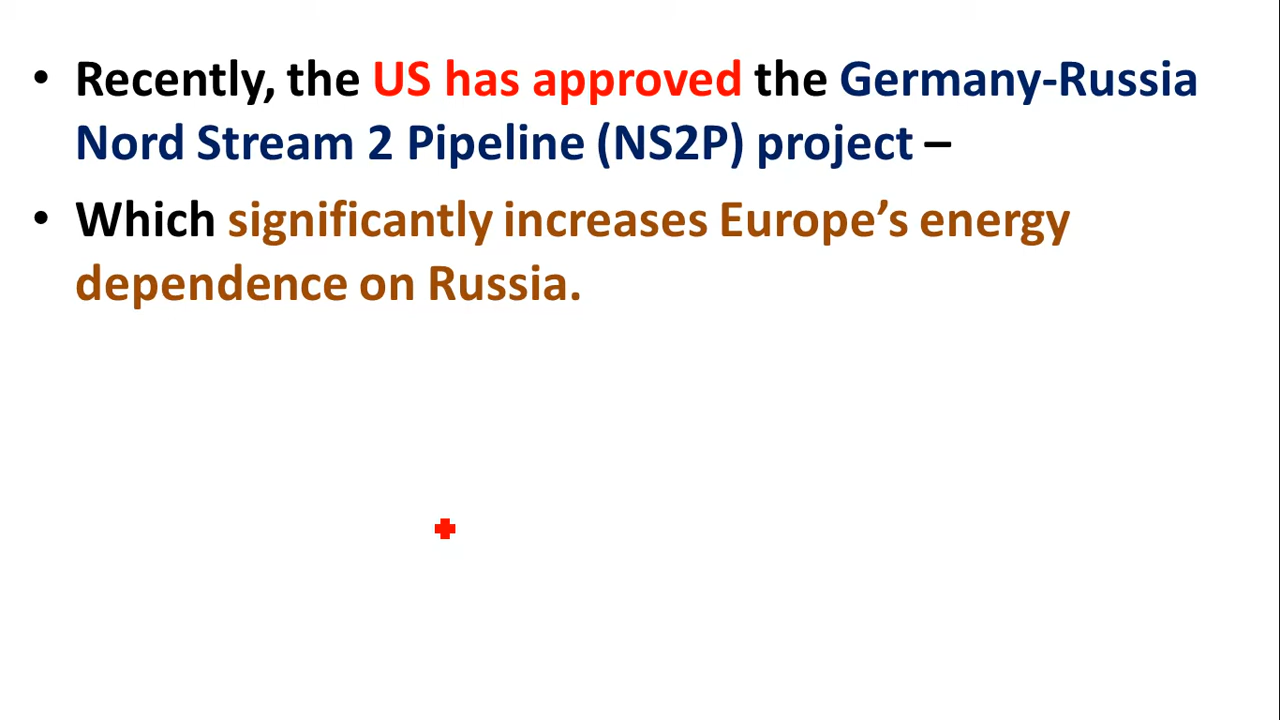 • Recently, the US has approved the Germany-Russia
Nord Stream 2 Pipeline (NS2P) project –
• Which significantly increases Europe’s energy
dependence on Russia.